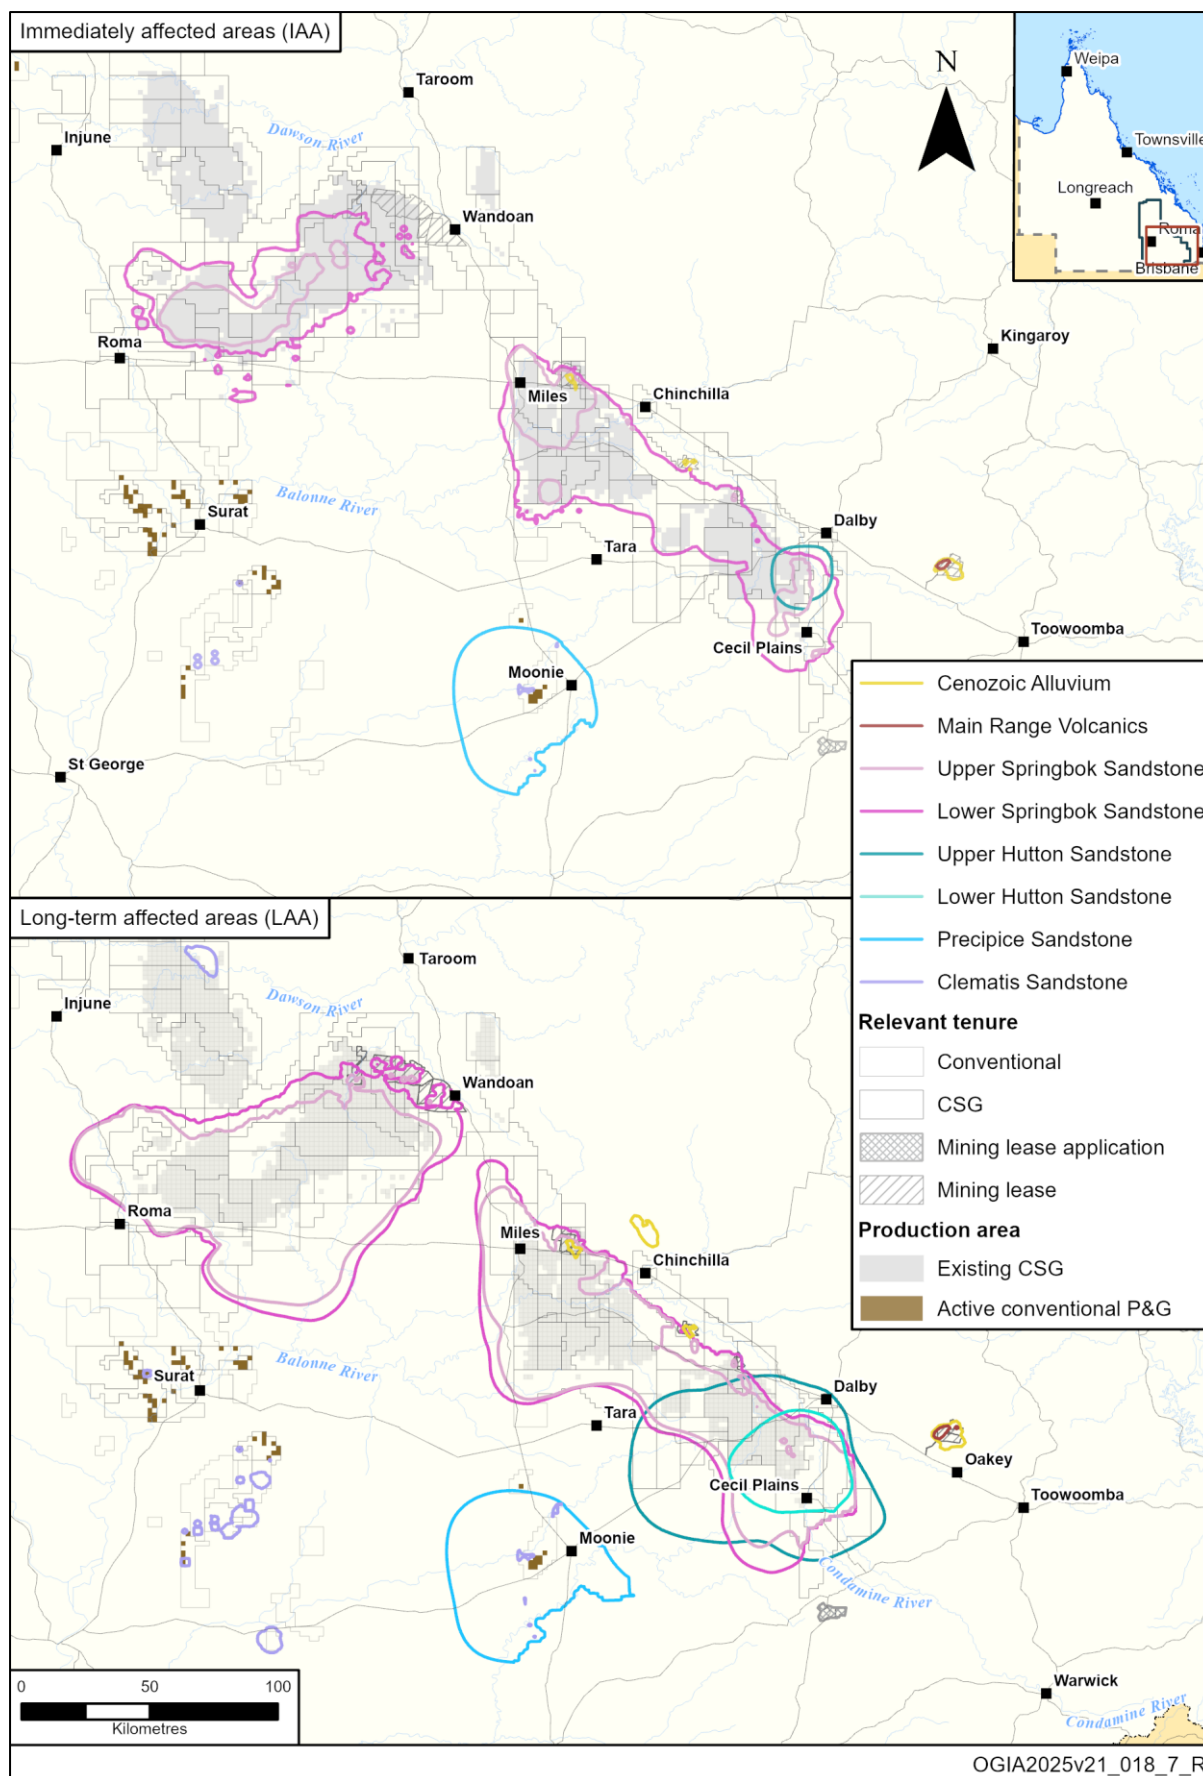 Immediately affected areas (IAA)
N
Weipa
Townsville
Longreach
Roma
Brisbane
Taroom
Injune
Dawson River
Wandoan
Roma
Kingaroy
Miles
Chinchilla
Balonne River
Surat
Dalby
Tara
Cecil Plains
Toowoomba
Moonie
St George
Cenozoic Alluvium
Main Range Volcanics
Upper Springbok Sandstone
Lower Springbok Sandstone
Upper Hutton Sandstone
Lower Hutton Sandstone
Precipice Sandstone
Clematis Sandstone
Relevant tenure
Conventional
CSG
Mining lease application
Mining lease
Production area
Existing CSG
Active conventional P&G
Long-term affected areas (LAA)
Taroom
Injune
Dawson River
Wandoan
Roma
Miles
Chinchilla
Balonne River
Surat
Dalby
Tara
Oakey
Cecil Plains
Toowoomba
Moonie
Condamine River
Warwick
Condamine River
0 50 100
Kilometres
OGIA2025v21_018_7_R